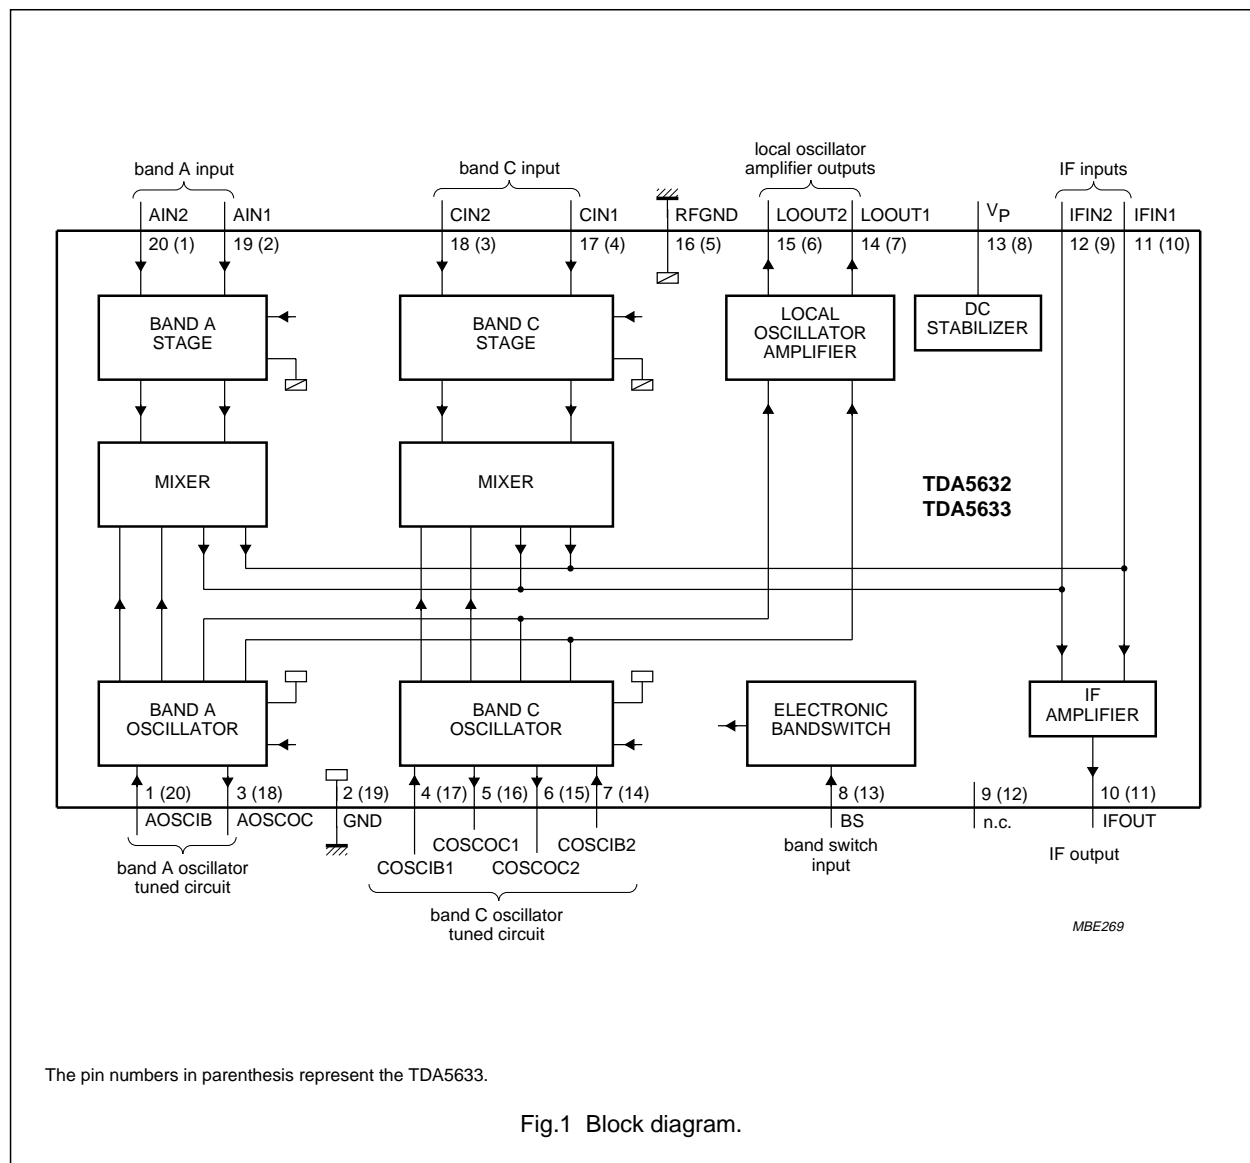 band A input
band C input
local oscillator
amplifier outputs
IF inputs
AIN2
AIN1
CIN2
CIN1
RFGND
LOOUT2
LOOUT1
VP
IFIN2
IFIN1
20 (1)
19 (2)
18 (3)
17 (4)
16 (5)
15 (6)
14 (7)
13 (8)
12 (9)
11 (10)
BAND A
STAGE
BAND C
STAGE
LOCAL
OSCILLATOR
AMPLIFIER
DC
STABILIZER
MIXER
MIXER
TDA5632
TDA5633
BAND A
OSCILLATOR
BAND C
OSCILLATOR
ELECTRONIC
BANDSWITCH
IF
AMPLIFIER
1 (20)
3 (18)
2 (19)
4 (17)
5 (16)
6 (15)
7 (14)
8 (13)
9 (12)
10 (11)
AOSCIB
AOSCOC
GND
COSCIB1
COSCOC1
COSCOC2
COSCIB2
BS
n.c.
IFOUT
band A oscillator
tuned circuit
band C oscillator
tuned circuit
band switch
input
IF output
MBE269
The pin numbers in parenthesis represent the TDA5633.
Fig.1 Block diagram.